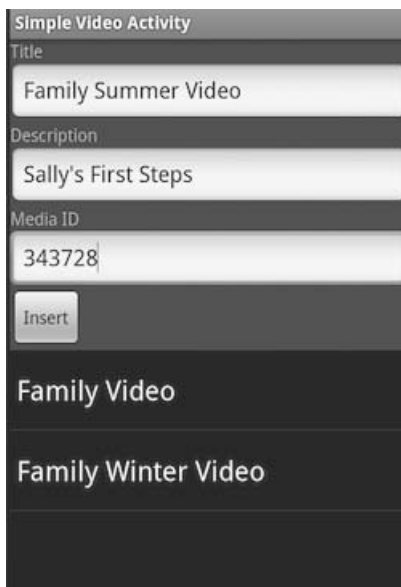 Simple Video Activity
Title
Family Summer Video
Description
Sally's First Steps
Media ID
343728
Insert
Family Video
Family Winter Video